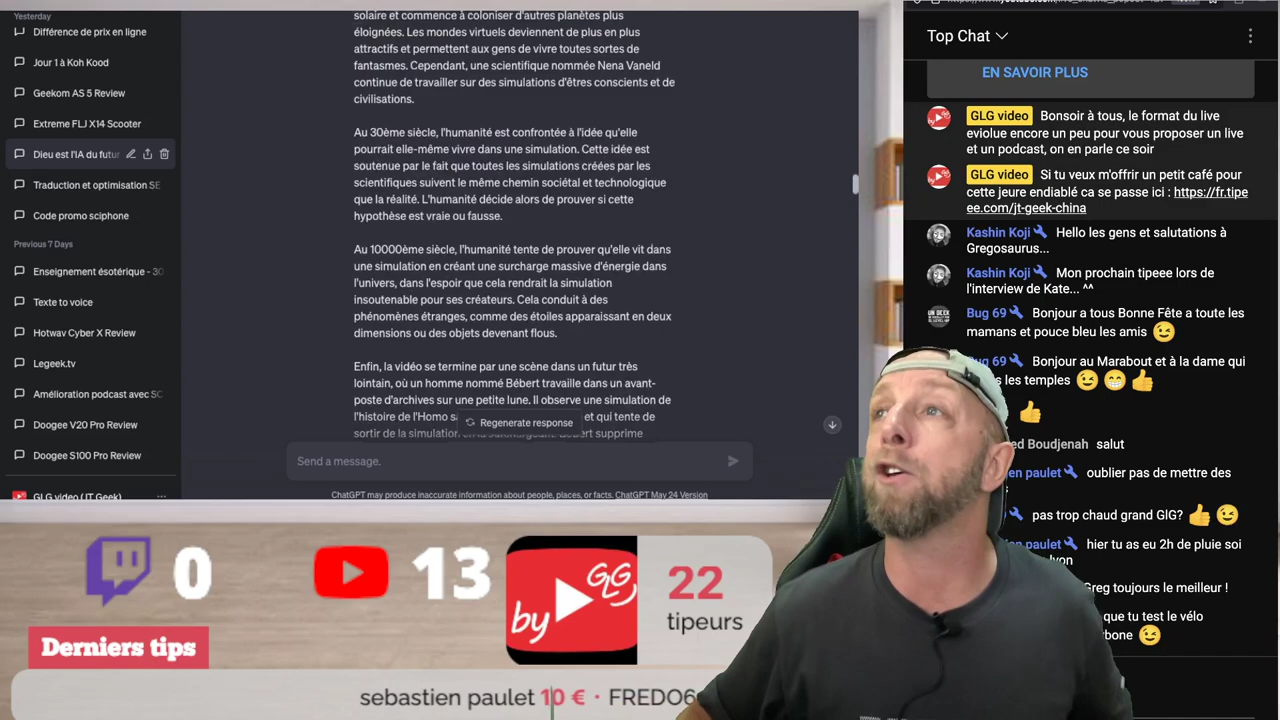 Yesterday
Différence de prix en ligne
Jour 1 à Koh Kood
Geekom AS 5 Review
Extreme FLJ X14 Scooter
Dieu est l'IA du futur
Traduction et optimisation SE
Code promo sciphone
Previous 7 Days
Enseignement ésotérique - 30
Texte to voice
Hotwav Cyber X Review
Legeek.tv
Amélioration podcast avec SC
Doogee V20 Pro Review
Doogee S100 Pro Review
GLG video ( JT Geek)
solaire et commence à coloniser d'autres planètes plus
éloignées. Les mondes virtuels deviennent de plus en plus
attractifs et permettent aux gens de vivre toutes sortes de
fantasmes. Cependant, une scientifique nommée Nena Vaneld
continue de travailler sur des simulations d'êtres conscients et de
civilisations.
Au 30ème siècle, l'humanité est confrontée à l'idée qu'elle
pourrait elle-même vivre dans une simulation. Cette idée est
soutenue par le fait que toutes les simulations créées par les
scientifiques suivent le même chemin sociétal et technologique
que la réalité. L'humanité décide alors de prouver si cette
hypothèse est vraie ou fausse.
Au 10000ème siècle, l'humanité tente de prouver qu'elle vit dans
une simulation en créant une surcharge massive d'énergie dans
l'univers, dans l'espoir que cela rendrait la simulation
insoutenable pour ses créateurs. Cela conduit à des
phénomènes étranges, comme des étoiles apparaissant en deux
dimensions ou des objets devenant flous.
Enfin, la vidéo se termine par une scène dans un futur très
lointain, où un homme nommé Bébert travaille dans un avant-
poste d'archives sur une petite lune. Il observe une simulation de
l'histoire de l'Homo sa et qui tente de
sortir de la simulation en la surchargeant. Bébert supprime
Regenerate response
Send a message.
ChatGPT may produce inaccurate information about people, places, or facts. ChatGPT May 24 Version
Top Chat
EN SAVOIR PLUS
GLG video Bonsoir à tous, le format du live
eviolue encore un peu pour vous proposer un live
et un podcast, on en parle ce soir
GLG video Si tu veux m'offrir un petit café pour
cette jeure endiablé ca se passe ici : https://fr.tip
ee.com/jt-geek-china
Kashin Koji Hello les gens et salutations à
Gregosaurus...
Kashin Koji Mon prochain tipeee lors de
l'interview de Kate... ^^
Bug 69 Bonjour a tous Bonne Fête a toute les
mamans et pouce bleu les amis
Bug 69 Bonjour au Marabout et à la dame qui
les temples
ed Boudjenah salut
en paulet oublier pas de mettre des
pas trop chaud grand GlG?
en paulet hier tu as eu 2h de pluie soi
lyon
Greg toujours le meilleur !
que tu test le vélo
bone
0
13
by GLG
22
tipeurs
Derniers tips
sebastien paulet 10 € · FREDO6